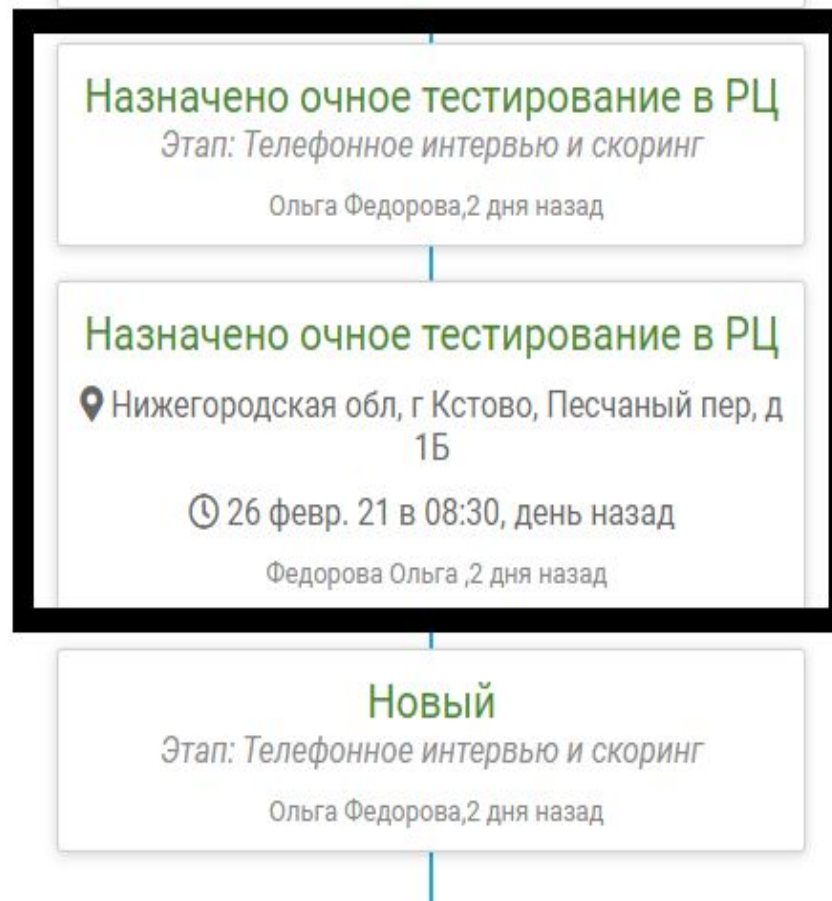 Назначено очное тестирование в РЦ
Этап: Телефонное интервью и скоринг
Ольга Федорова,2 дня назад
Назначено очное тестирование в РЦ
Нижегородская обл, г Кстово, Песчаный пер, д
1Б
26 февр. 21 в 08:30, день назад
Федорова Ольга ,2 дня назад
Новый
Этап: Телефонное интервью и скоринг
Ольга Федорова,2 дня назад